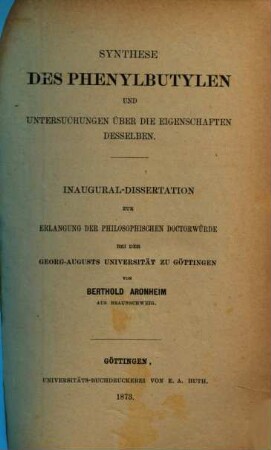 SYNTHESE
DES PHENYLBUTYLEN
UND
UNTERSUCHUNGEN ÜBER DIE EIGENSCHAFTEN
DESSELBEN.
INAUGURAL-DISSERTATION
ZUR
ERLANGUNG DER PHILOSOPHISCHEN DOCTORWÜRDE
BEI DER
GEORG-AUGUSTS UNIVERSITÄT ZU GÖTTINGEN
VON
BERTHOLD ARONHEIM
AUS BRAUNSCHWEIG.
GÖTTINGEN,
UNIVERSITÄTS-BUCHDRUCKEREI VON E. A. HUTH.
1873.